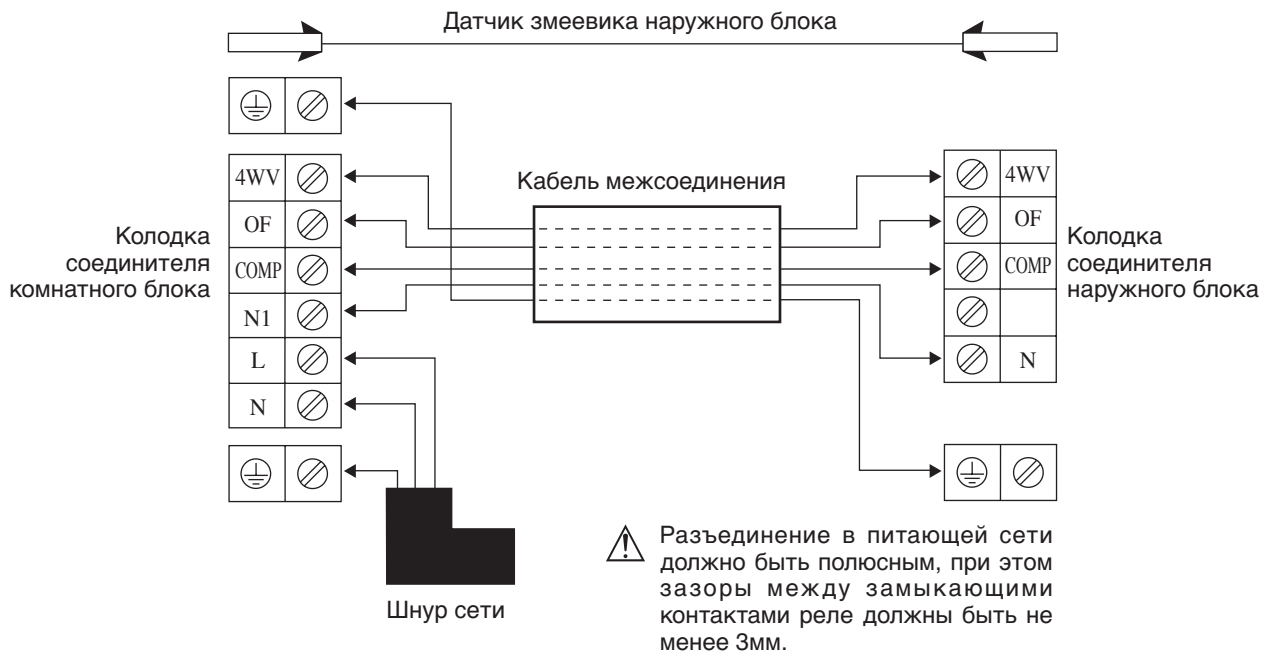 Датчик змеевика наружного блока
4WV
OF
COMP
N1
L
N
Колодка
соединителя
комнатного блока
Кабель межсоединения
4WV
OF
COMP
N
Колодка
соединителя
наружного блока
Шнур сети
Разъединение в питающей сети
должно быть полюсным, при этом
зазоры между замыкающими
контактами реле должны быть не
менее 3мм.